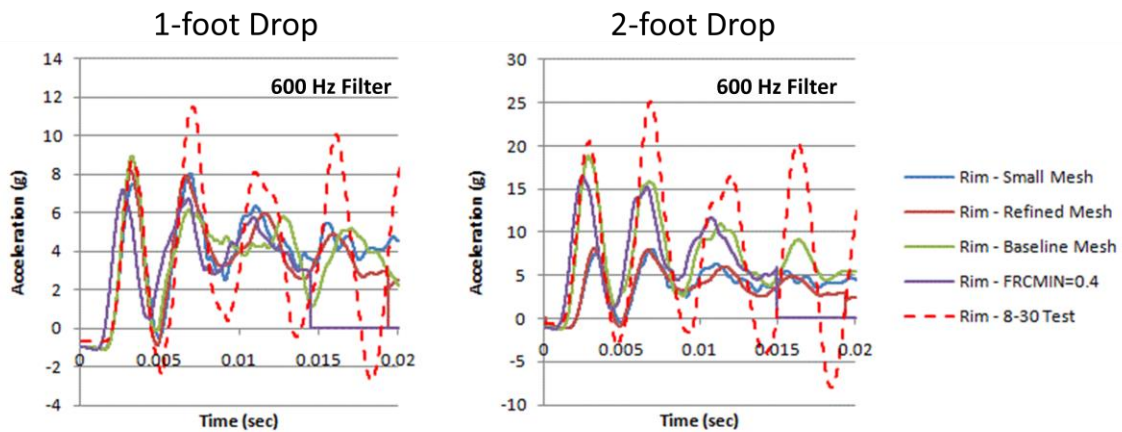 1-foot Drop
2-foot Drop
14
12
10
8
6
4
2
0
-2
-4
Acceleration (g)
600 Hz Filter
0
0.005
0.01
0.015
0.02
Time (sec)
30
25
20
15
10
5
0
-5
-10
Acceleration (g)
600 Hz Filter
0
0.005
0.01
0.015
0.02
Time (sec)
Rim - Small Mesh
Rim - Refined Mesh
Rim - Baseline Mesh
Rim - FRCMIN=0.4
Rim - 8-30 Test